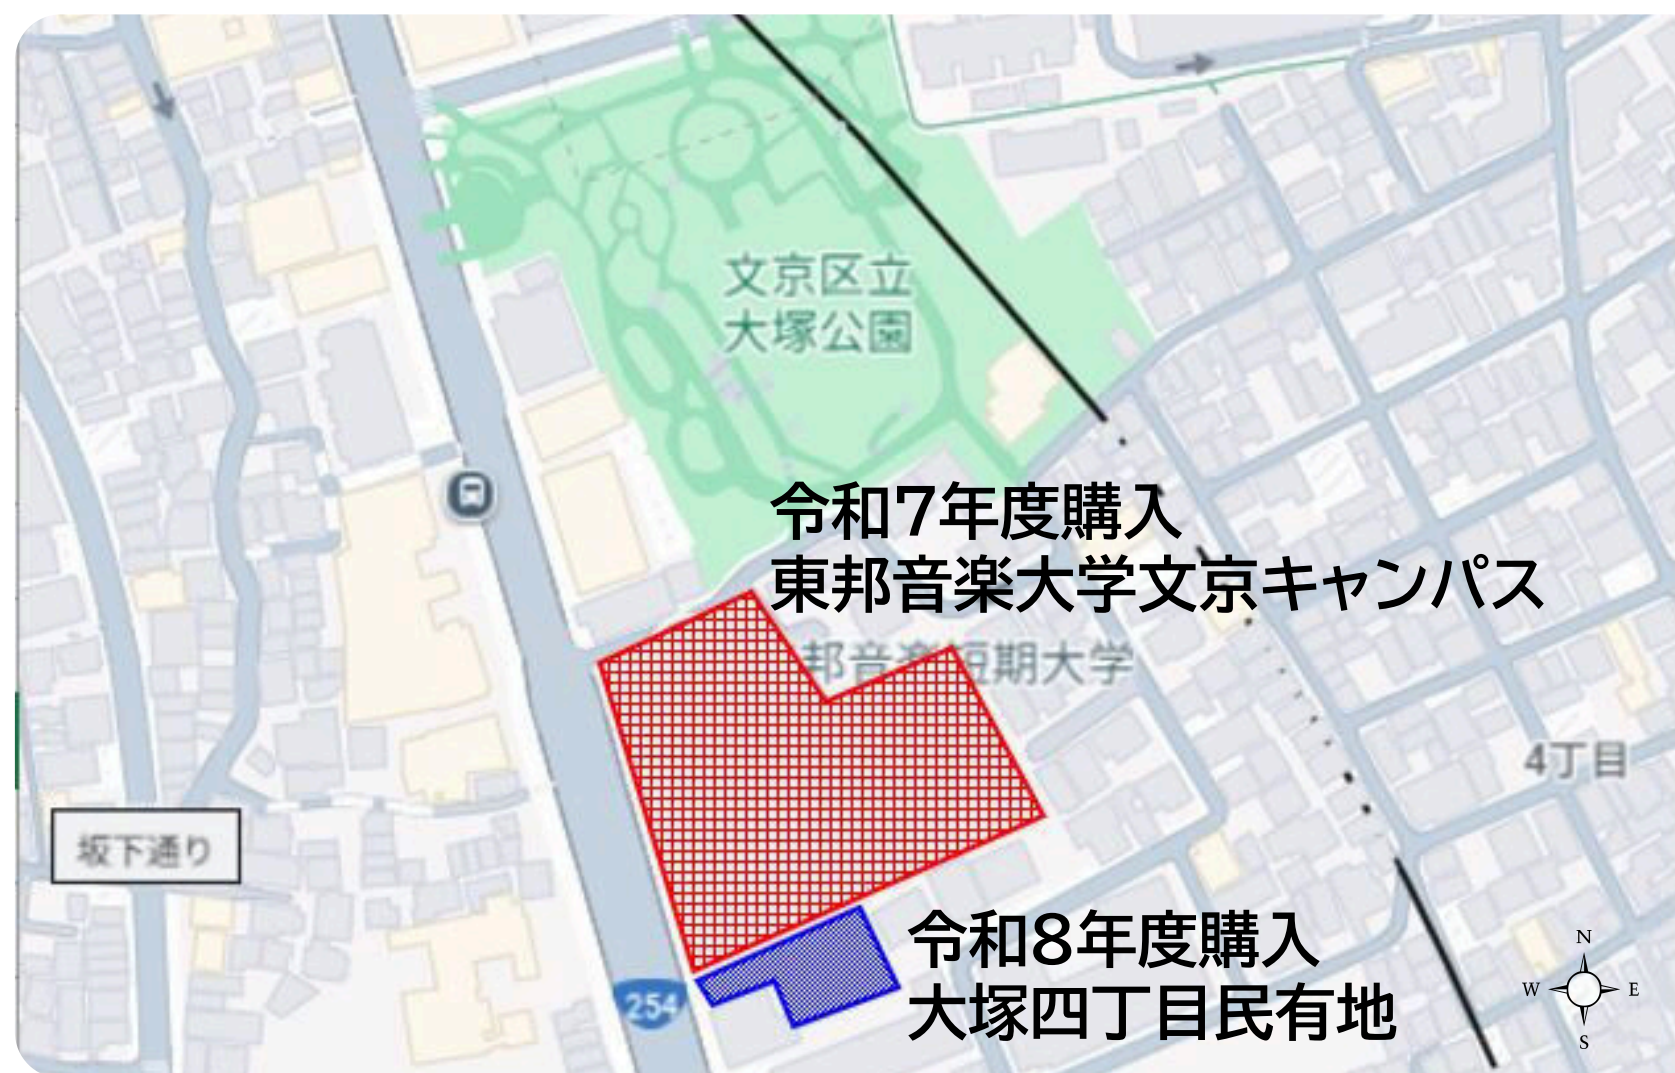 文京区立
大塚公園
令和7年度購入
東邦音楽大学文京キャンパス
邦音楽短期大学
4丁目
坂下通り
令和8年度購入
大塚四丁目民有地
254
N
W
E
S